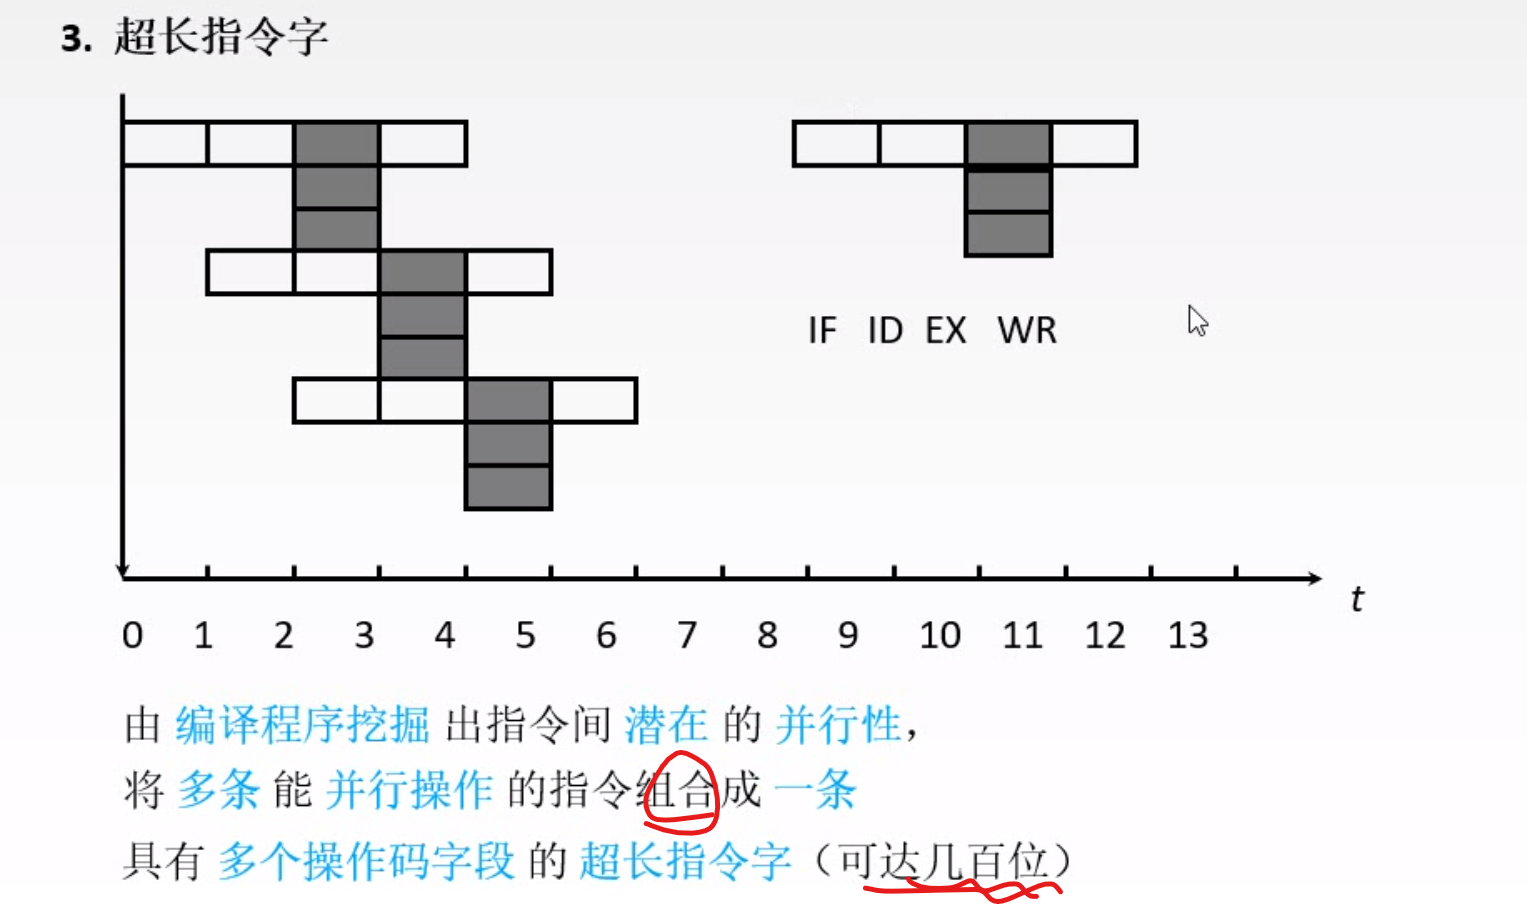 3. 超长指令字
IF ID EX WR
t
0 1 2 3 4 5 6 7 8 9 10 11 12 13
由 编译程序挖掘 出指令间 潜在 的 并行性，
将 多条 能 并行操作 的指令组合成 一条
具有 多个操作码字段 的 超长指令字（可达几百位）